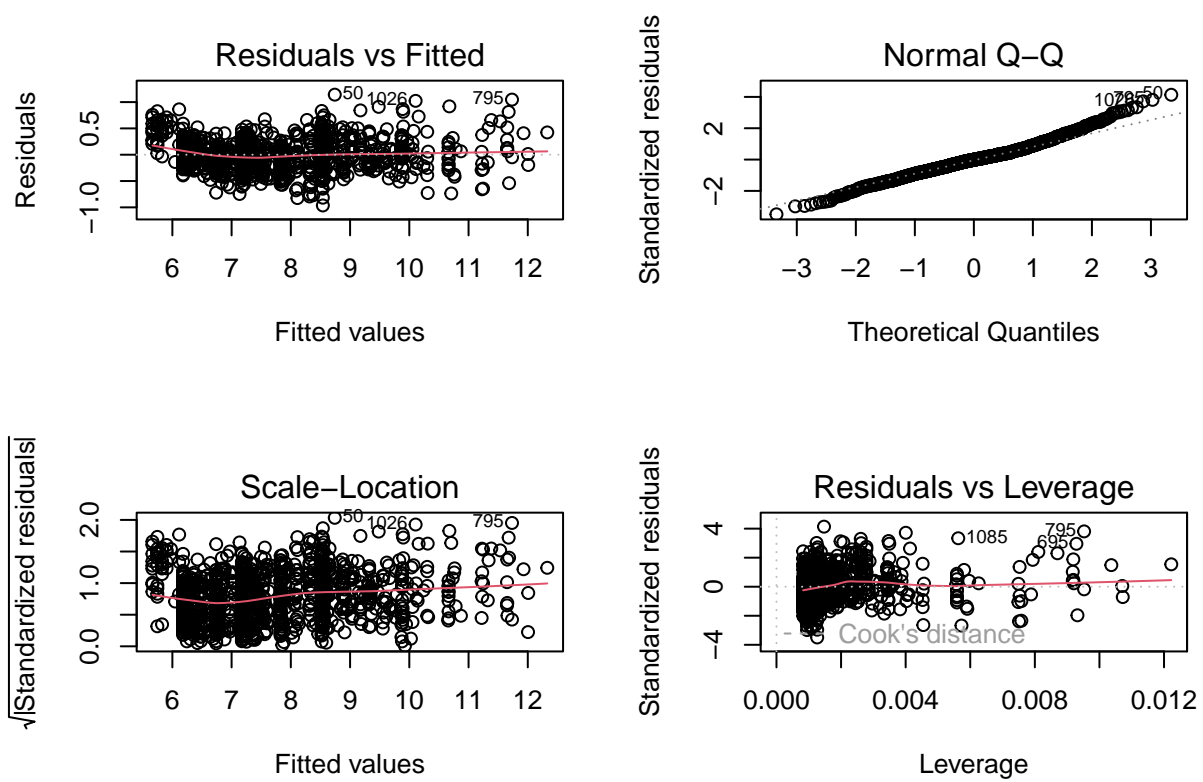 Residuals vs Fitted
Residuals
0.5
−1.0
50
1026
795
6 7 8 9 10 11 12
Fitted values
Normal Q−Q
Standardized residuals
2
−2
50
−3 −2 −1 0 1 2 3
Theoretical Quantiles
Scale−Location
√|Standardized residuals|
2.0
1.0
0.0
50
1026
795
6 7 8 9 10 11 12
Fitted values
Residuals vs Leverage
Standardized residuals
4
0
−4
795
695
1085
Cook's distance
0.000 0.004 0.008 0.012
Leverage